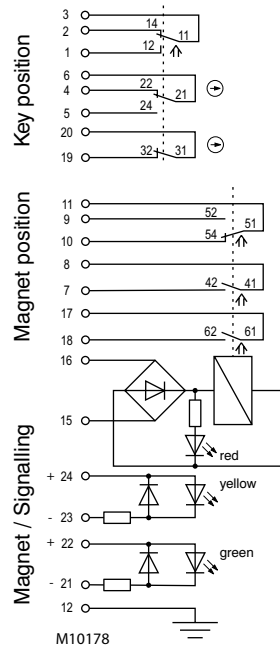 Key position
3
2 14
11
1 12
6
4 22
21
5 24
20
19 32 31
Magnet position
11
9 52
51
10 54
8
7 42 41
17
18 62 61
Magnet / Signalling
16
15
red
+ 24
yellow
- 23
+ 22
green
- 21
12
M10178